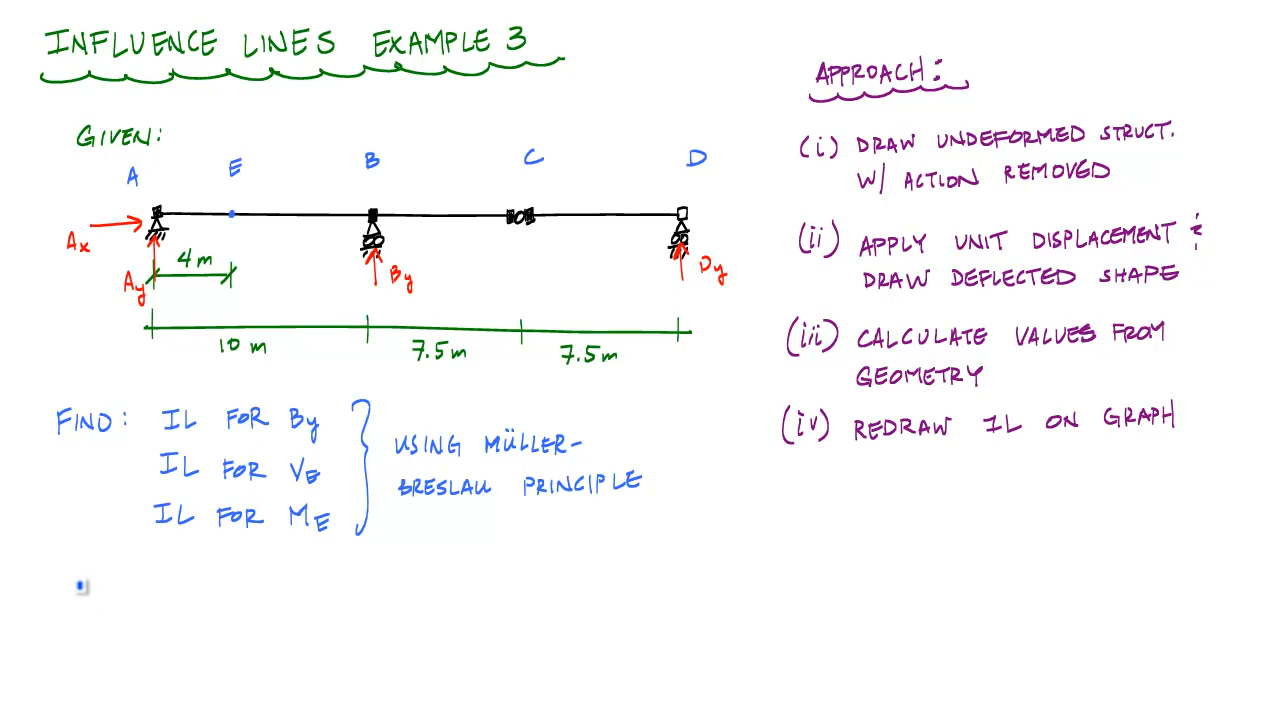 INFLUENCE LINES EXAMPLE 3
GIVEN:
A E B C D
Ax
Ay
4 m
By
Dy
10 m
7.5 m
7.5 m
FIND: IL FOR By
IL FOR VE
IL FOR ME
USING MÜLLER-
BRESLAU PRINCIPLE
APPROACH:
(i) DRAW UNDEFORMED STRUCT.
W/ ACTION REMOVED
(ii) APPLY UNIT DISPLACEMENT &
DRAW DEFLECTED SHAPE
(iii) CALCULATE VALUES FROM
GEOMETRY
(iv) REDRAW IL ON GRAPH